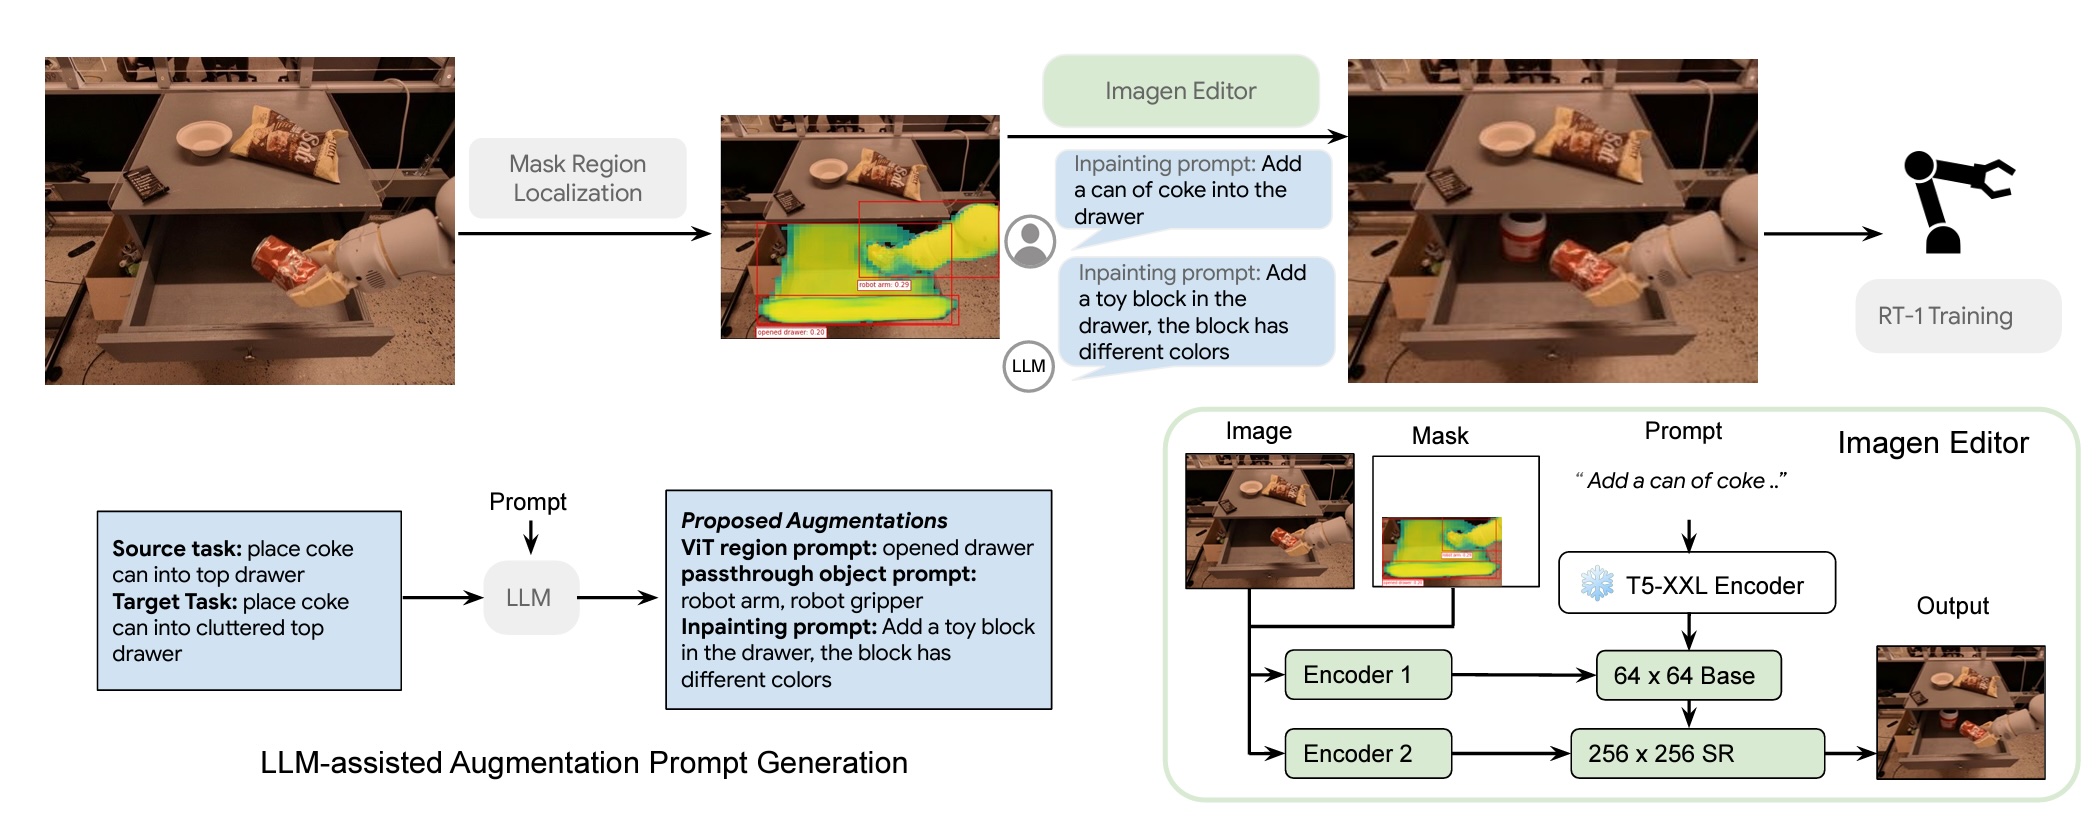 Mask Region
Localization
robot arm: 0.29
opened drawer: 0.20
Imagen Editor
Inpainting prompt: Add
a can of coke into the
drawer
Inpainting prompt: Add
a toy block in the
drawer, the block has
different colors
LLM
Salt
Salt
RT-1 Training
Source task: place coke
can into top drawer
Target Task: place coke
can into cluttered top
drawer
Prompt
LLM
Proposed Augmentations
ViT region prompt: opened drawer
passthrough object prompt:
robot arm, robot gripper
Inpainting prompt: Add a toy block
in the drawer, the block has
different colors
LLM-assisted Augmentation Prompt Generation
Image
Mask
Prompt
Imagen Editor
“ Add a can of coke ..”
T5-XXL Encoder
Output
Encoder 1
64 x 64 Base
Encoder 2
256 x 256 SR